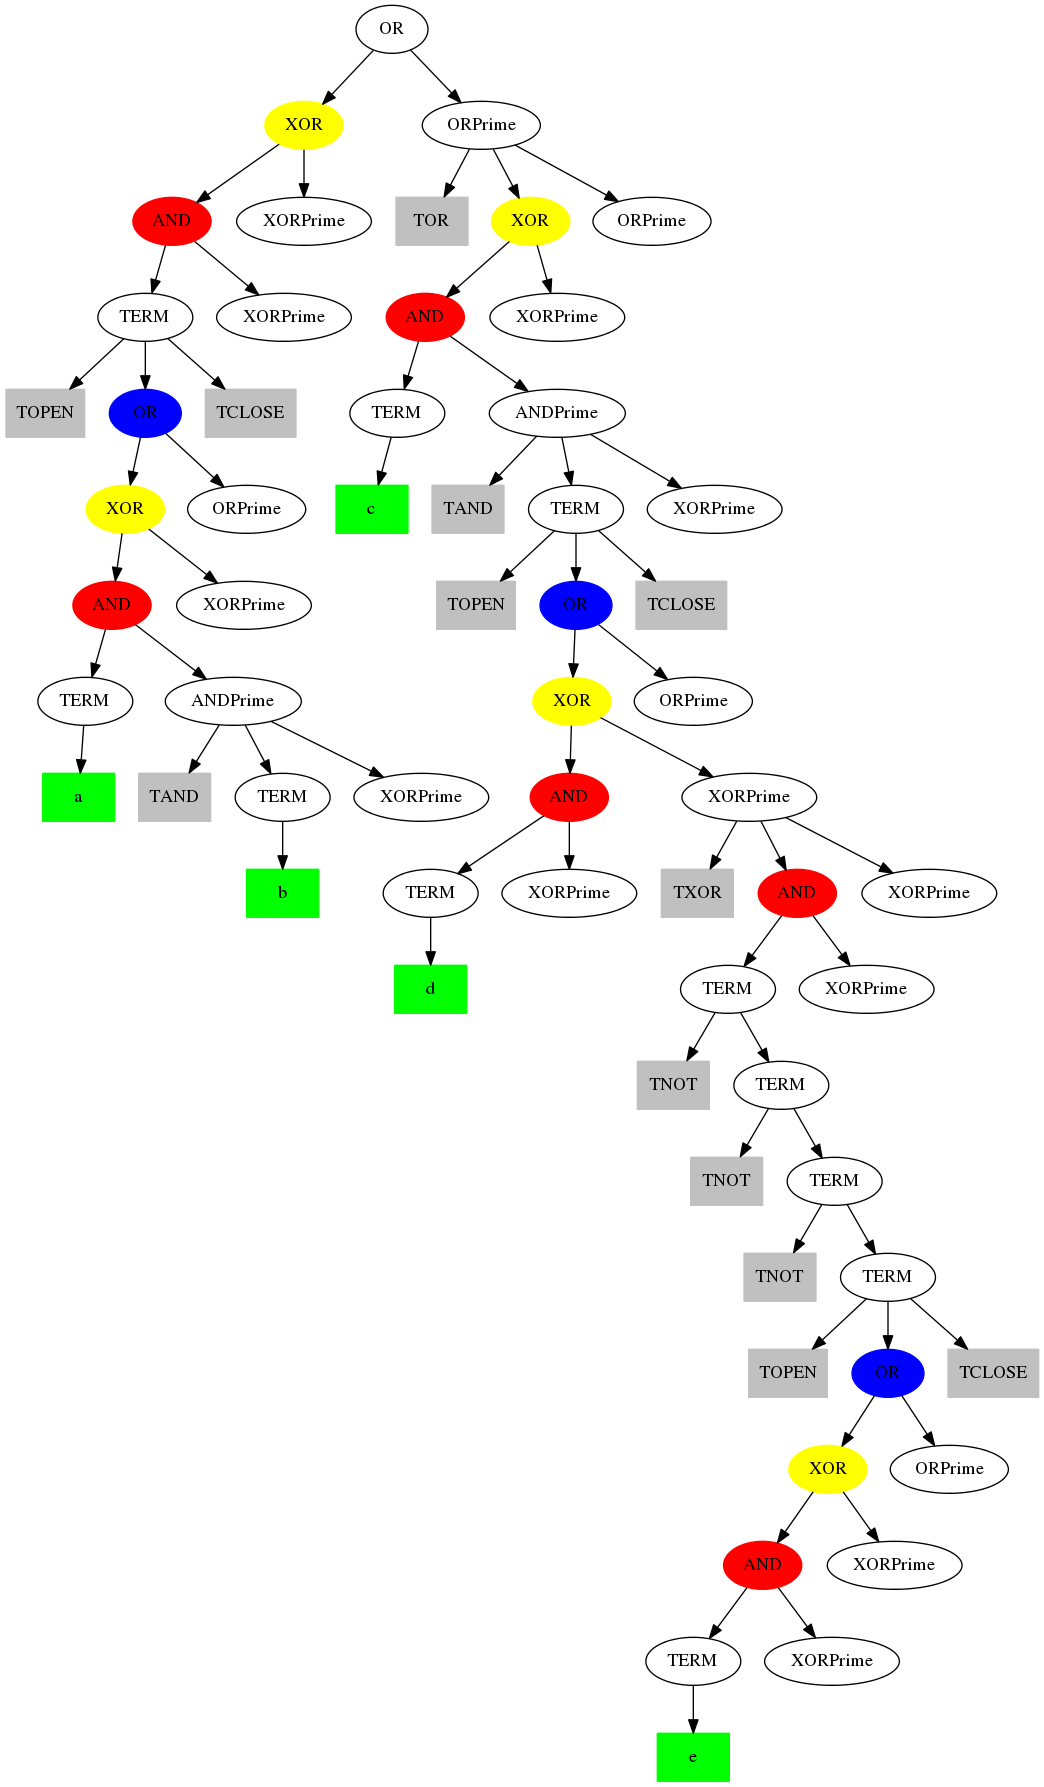 OR
XOR ORPrime
AND XORPrime TOR XOR ORPrime
TERM XORPrime AND XORPrime
TOPEN OR TCLOSE TERM ANDPrime
XOR ORPrime c TAND TERM XORPrime
AND XORPrime TOPEN OR TCLOSE
TERM ANDPrime XOR ORPrime
a TAND TERM XORPrime AND XORPrime
b TERM XORPrime TXOR AND XORPrime
d TERM XORPrime
TNOT TERM
TNOT TERM
TNOT TERM
TOPEN OR TCLOSE
XOR ORPrime
AND XORPrime
TERM XORPrime
e